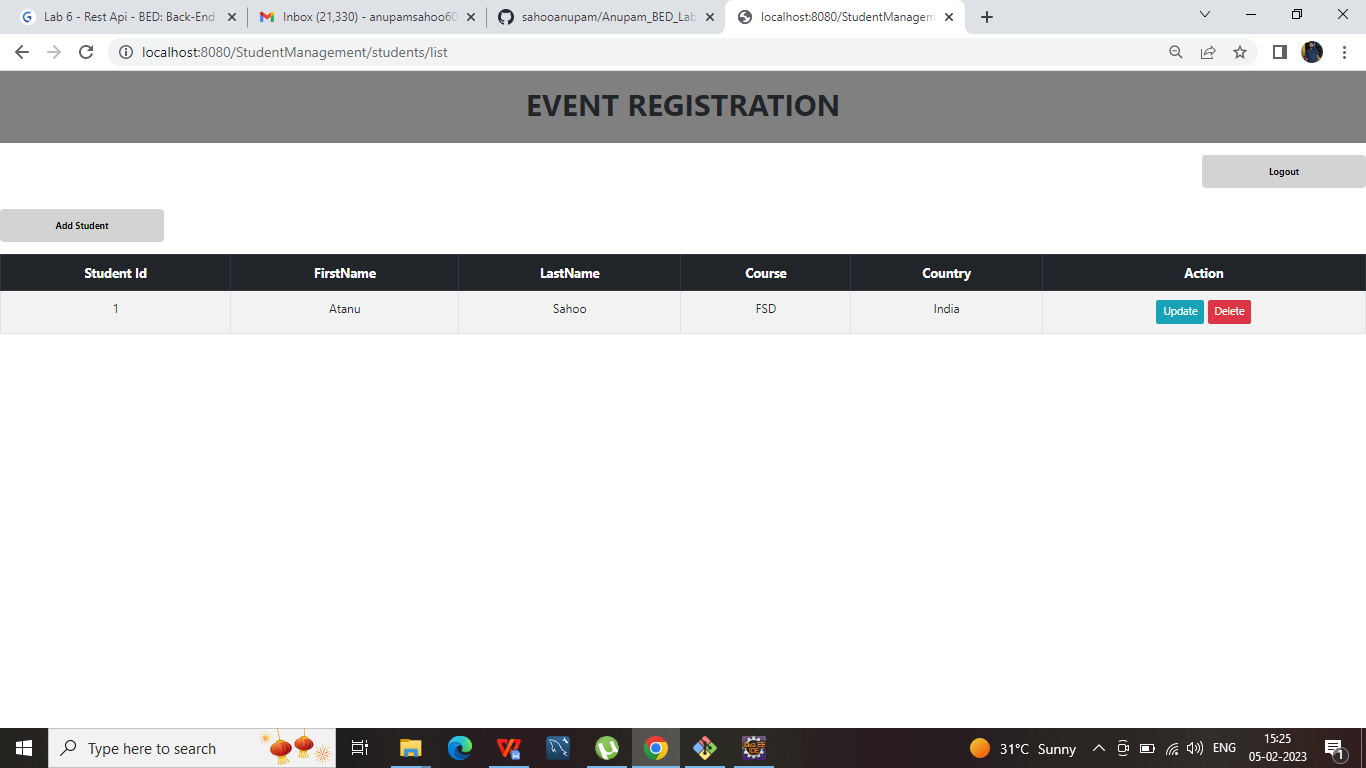 Lab 6 - Rest Api - BED: Back-End
Inbox (21,330) - anupamsahoo60
sahooanupam/Anupam_BED_Lab
localhost:8080/StudentManagem
localhost:8080/StudentManagement/students/list
EVENT REGISTRATION
Logout
Add Student
Student Id FirstName LastName Course Country Action
1 Atanu Sahoo FSD India Update Delete
Type here to search
31°C Sunny
ENG
15:25
05-02-2023
1